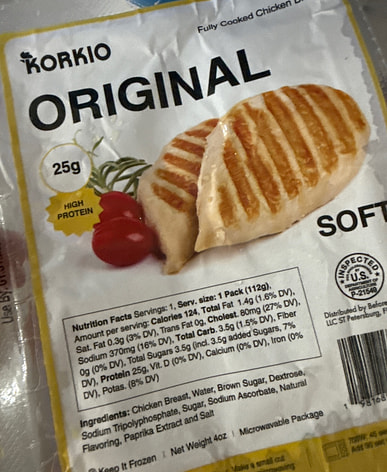 Fully Cooked Chicken
KORKIO
ORIGINAL
25g
HIGH
PROTEIN
SOFT
INSPECTED
U.S.
P-21549
Nutrition Facts Servings: 1, Serv. size: 1 Pack (112g),
Amount per serving: Calories 124, Total Fat 1.4g (1.6% DV),
Sat. Fat 0.3g (3% DV), Trans Fat 0g, Cholest. 80mg (27% DV),
Sodium 370mg (16% DV), Total Carb. 3.5g (1.5% DV), Fiber
0g (0% DV), Total Sugars 3.5g (incl. 3.5g added Sugars, 7%
DV), Protein 25g, Vit. D (0% DV), Calcium (0% DV), Iron (0%
DV), Potas. (8% DV)
Distributed by
LLC ST Petersburg,
Ingredients: Chicken Breast, Water, Brown Sugar, Dextrose,
Sodium Tripolyphosphate, Sugar, Sodium Ascorbate, Natural
Flavoring, Paprika Extract and Salt
Keep It Frozen | Net Weight 4oz | Microwavable Package
Use By
Make a small cut